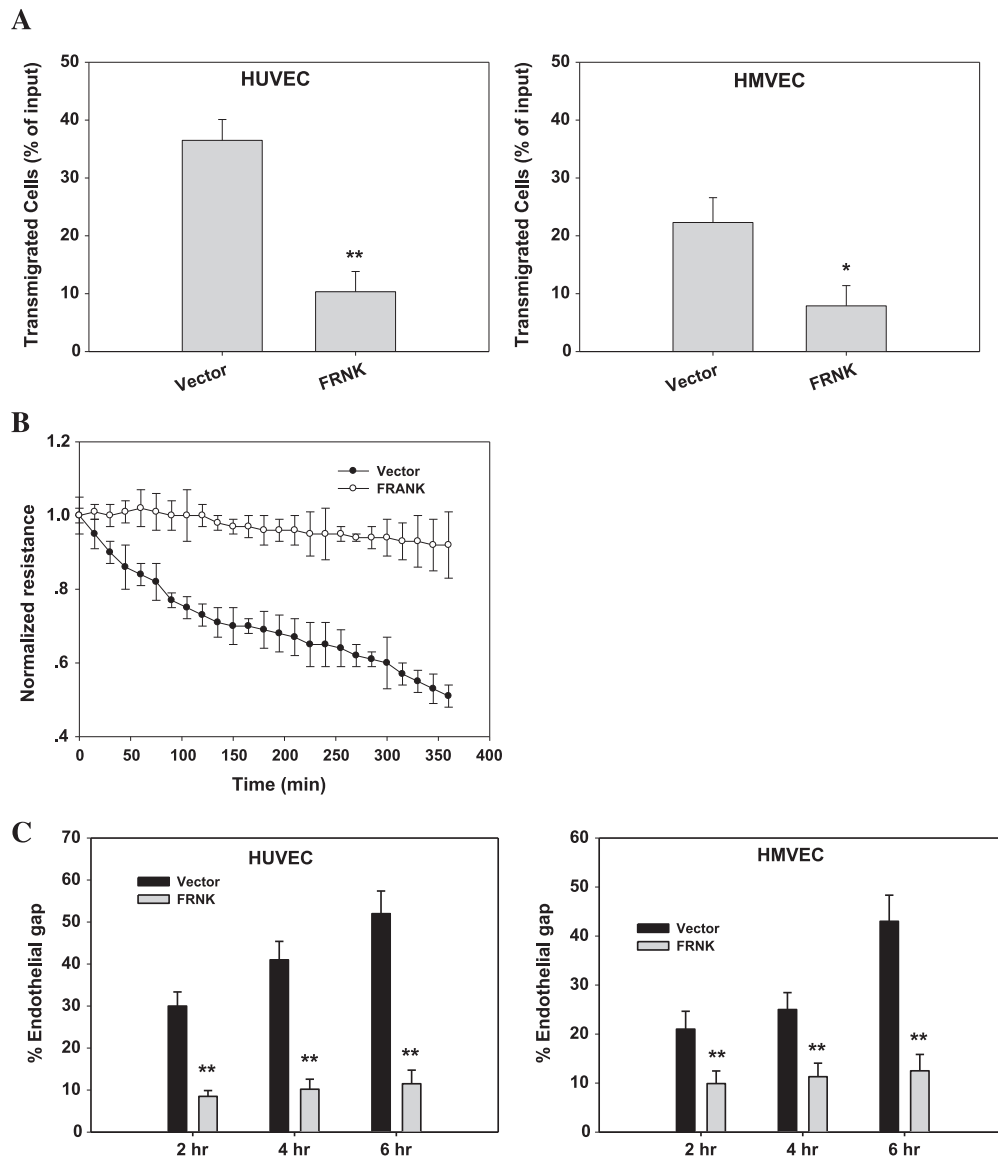 A
HUVEC
Transmigrated Cells (% of input)
50
40
30
20
10
0
**
Vector
FRNK
HMVEC
Transmigrated Cells (% of input)
50
40
30
20
10
0
*
Vector
FRNK
B
Normalized resistance
1.2
1.0
.8
.6
.4
Vector
FRANK
0 50 100 150 200 250 300 350 400
Time (min)
C
HUVEC
% Endothelial gap
70
60
50
40
30
20
10
0
Vector
FRNK
** ** **
2 hr 4 hr 6 hr
HMVEC
% Endothelial gap
60
50
40
30
20
10
0
Vector
FRNK
** ** **
2 hr 4 hr 6 hr